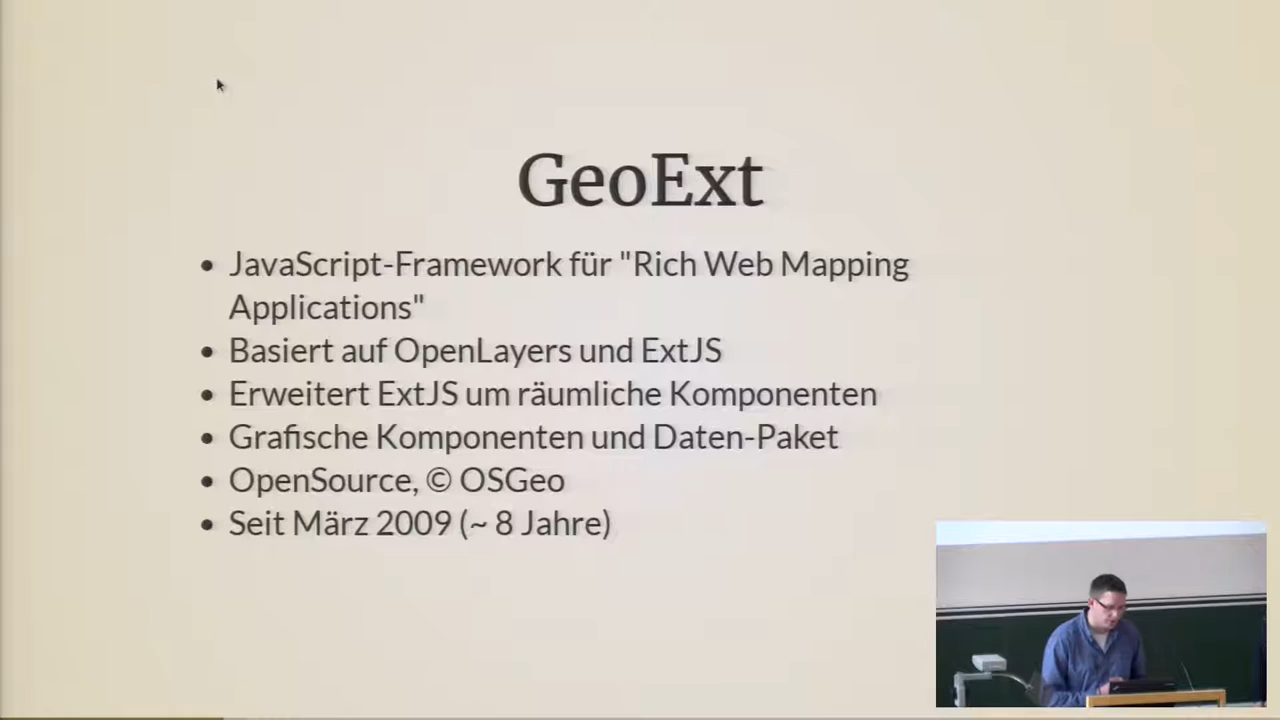 GeoExt
• JavaScript-Framework für "Rich Web Mapping
Applications"
• Basiert auf OpenLayers und ExtJS
• Erweitert ExtJS um räumliche Komponenten
• Grafische Komponenten und Daten-Paket
• OpenSource, © OSGeo
• Seit März 2009 (~ 8 Jahre)